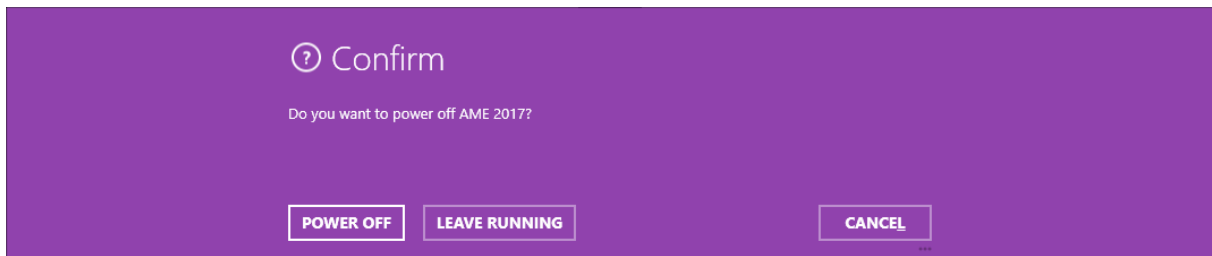 ? Confirm
Do you want to power off AME 2017?
POWER OFF LEAVE RUNNING CANCEL